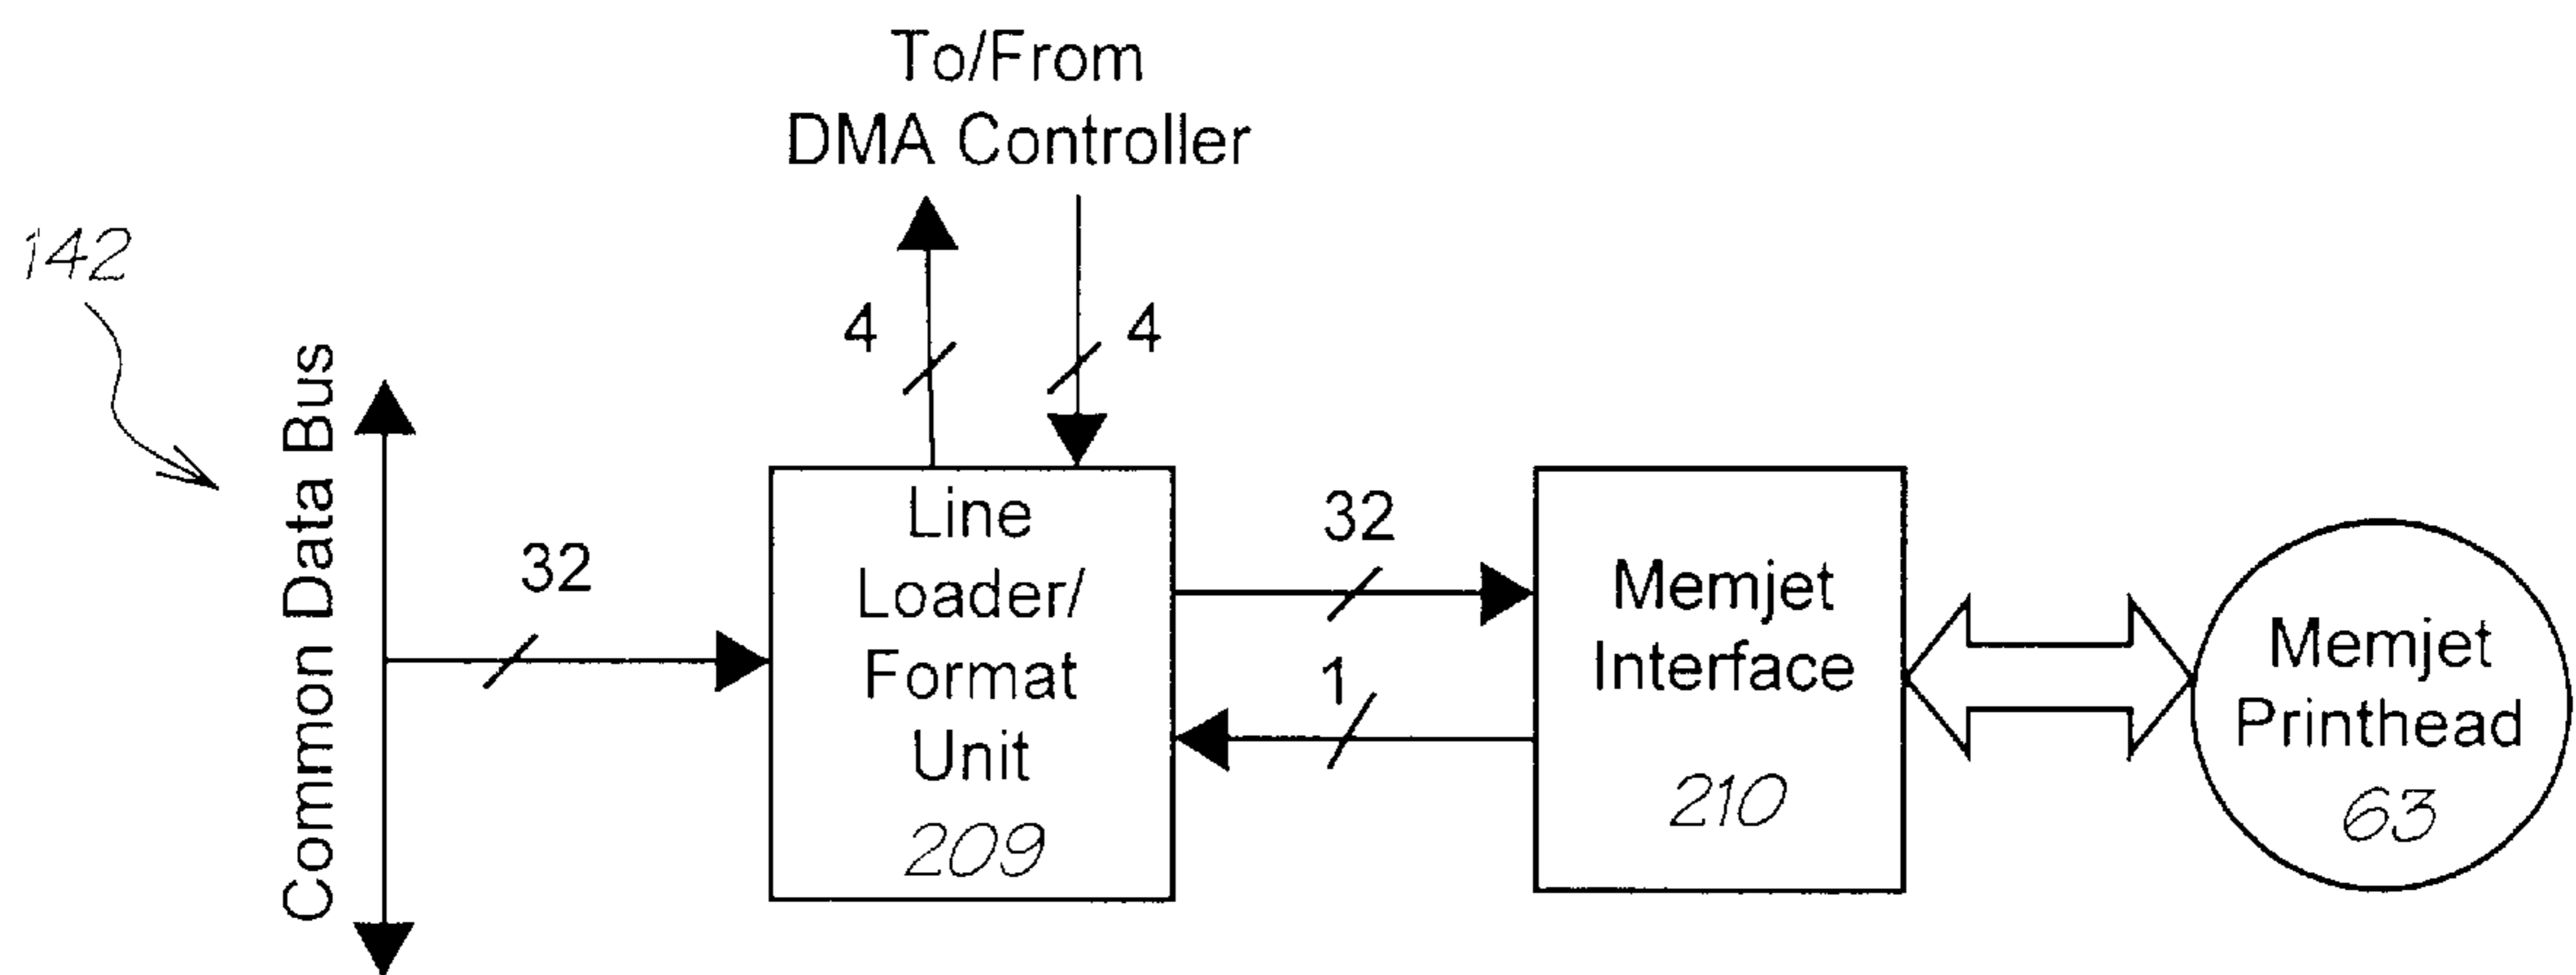 To/From
DMA Controller
142
4
4
Common Data Bus
32
Line
Loader/
Format
Unit
209
32
1
Memjet
Interface
210
Memjet
Printhead
63